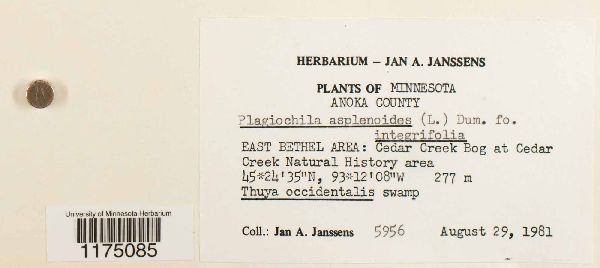 HERBARIUM – JAN A. JANSSENS
PLANTS OF MINNESOTA
ANOKA COUNTY
Plagiochila asplenoides (L.) Dum. fo.
integrifolia
EAST BETHEL AREA: Cedar Creek Bog at Cedar
Creek Natural History area
45*24'35"N, 93*12'08"W 277 m
Thuya occidentalis swamp
Coll.: Jan A. Janssens 5956 August 29, 1981
University of Minnesota Herbarium
1175085